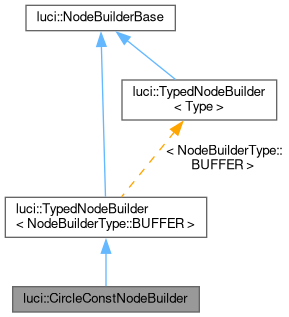 luci::NodeBuilderBase
luci::TypedNodeBuilder
< Type >
< NodeBuilderType::
BUFFER >
luci::TypedNodeBuilder
< NodeBuilderType::BUFFER >
luci::CircleConstNodeBuilder